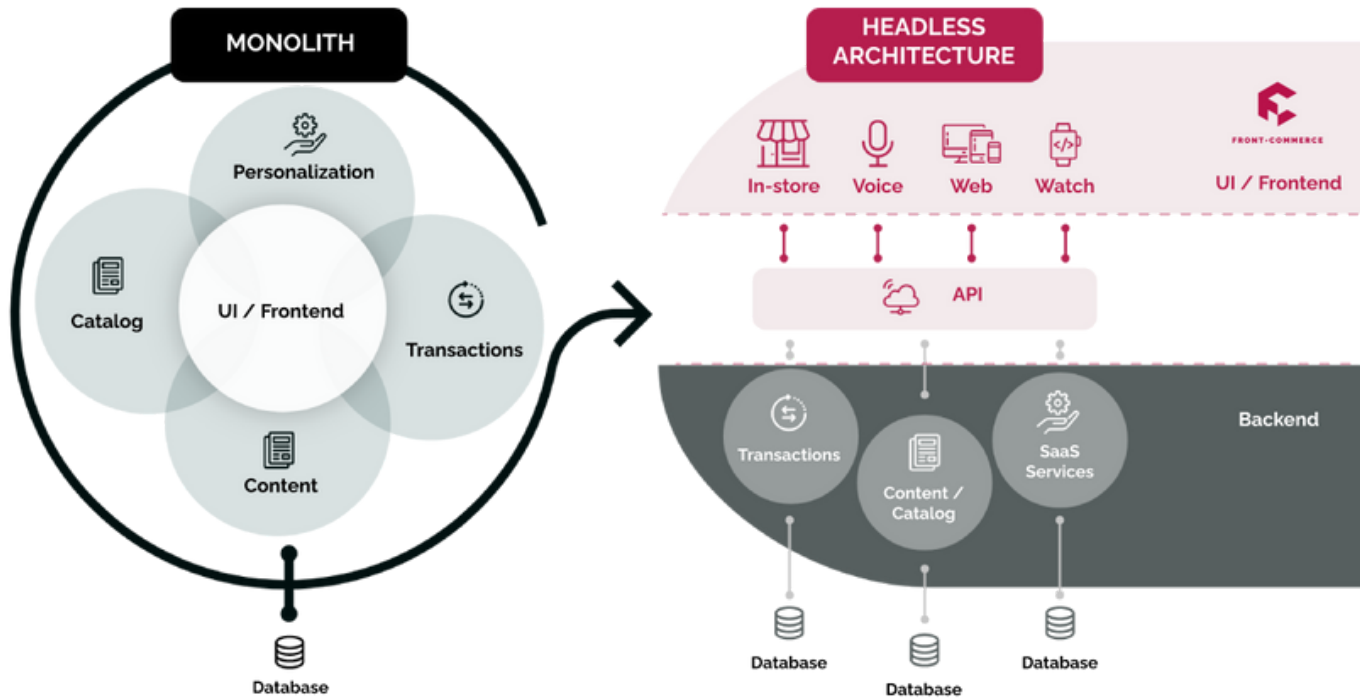 MONOLITH
Personalization
Catalog
UI / Frontend
Transactions
Content
Database
HEADLESS
ARCHITECTURE
In-store
Voice
Web
</>
Watch
FRONT-COMMERCE
UI / Frontend
API
Backend
Transactions
Content /
Catalog
SaaS
Services
Database
Database
Database